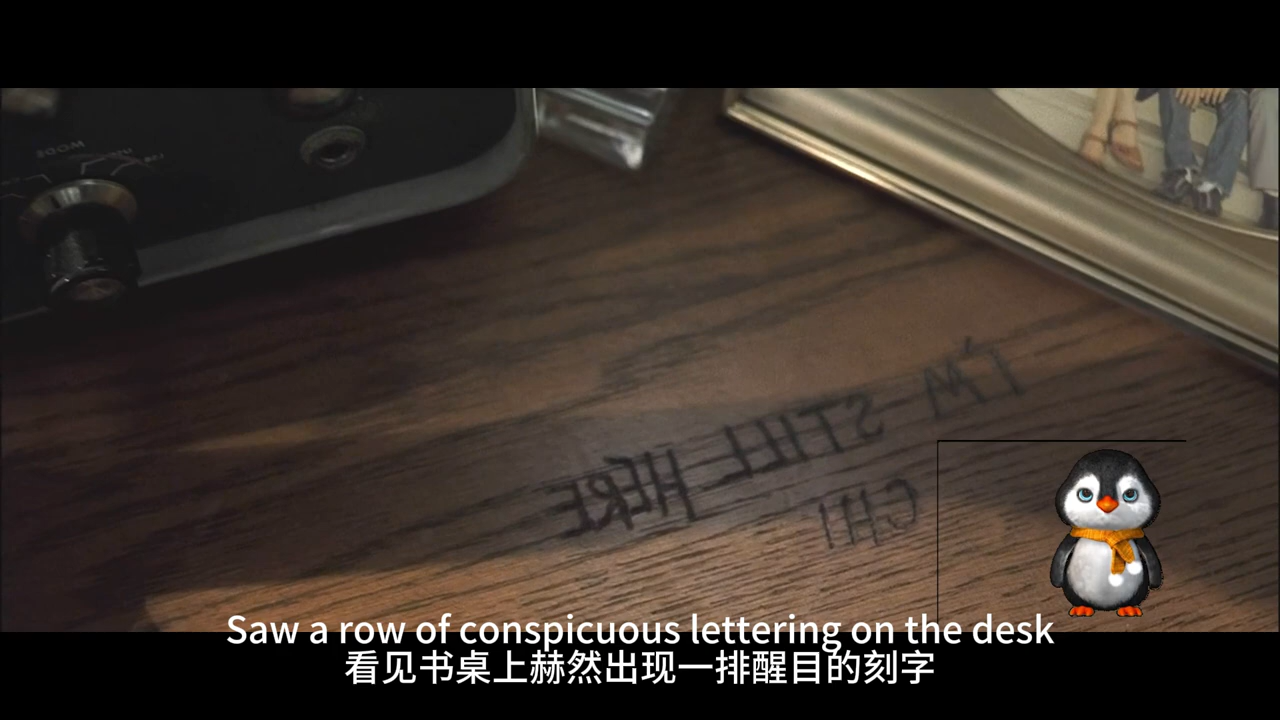 MODE
I'M STILL HERE
CHI
Saw a row of conspicuous lettering on the desk
看见书桌上赫然出现一排醒目的刻字